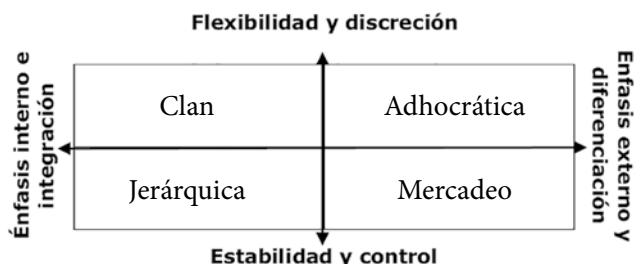 Flexibilidad y discreción
Énfasis interno e
integración
Clan
Adhocrática
Jerárquica
Mercadeo
Enfasis externo y
diferenciación
Estabilidad y control